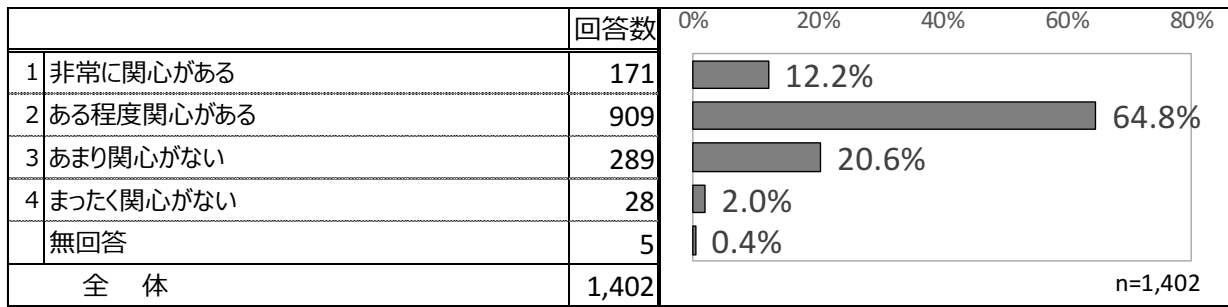 回答数 0% 20% 40% 60% 80%
1 非常に関心がある 171 12.2%
2 ある程度関心がある 909 64.8%
3 あまり関心がない 289 20.6%
4 まったく関心がない 28 2.0%
無回答 5 0.4%
全 体 1,402 n=1,402